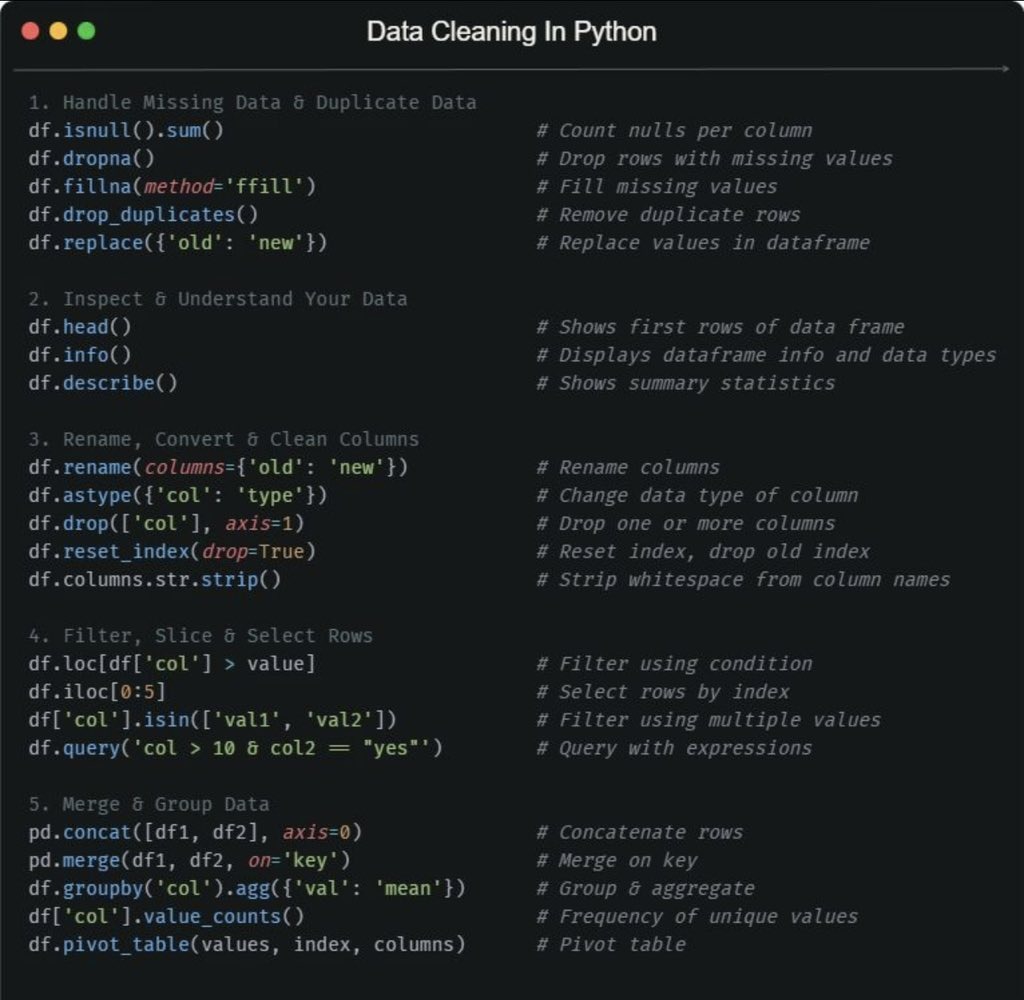 Data Cleaning In Python
1. Handle Missing Data & Duplicate Data
df.isnull().sum() # Count nulls per column
df.dropna() # Drop rows with missing values
df.fillna(method='ffill') # Fill missing values
df.drop_duplicates() # Remove duplicate rows
df.replace({'old': 'new'}) # Replace values in dataframe
2. Inspect & Understand Your Data
df.head() # Shows first rows of data frame
df.info() # Displays dataframe info and data types
df.describe() # Shows summary statistics
3. Rename, Convert & Clean Columns
df.rename(columns={'old': 'new'}) # Rename columns
df.astype({'col': 'type'}) # Change data type of column
df.drop(['col'], axis=1) # Drop one or more columns
df.reset_index(drop=True) # Reset index, drop old index
df.columns.str.strip() # Strip whitespace from column names
4. Filter, Slice & Select Rows
df.loc[df['col'] > value] # Filter using condition
df.iloc[0:5] # Select rows by index
df['col'].isin(['val1', 'val2']) # Filter using multiple values
df.query('col > 10 & col2 == "yes"') # Query with expressions
5. Merge & Group Data
pd.concat([df1, df2], axis=0) # Concatenate rows
pd.merge(df1, df2, on='key') # Merge on key
df.groupby('col').agg({'val': 'mean'}) # Group & aggregate
df['col'].value_counts() # Frequency of unique values
df.pivot_table(values, index, columns) # Pivot table